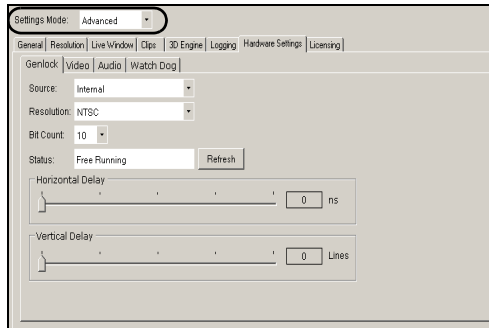 Settings Mode: Advanced
General Resolution Live Window Clips 3D Engine Logging Hardware Settings Licensing
Genlock Video Audio Watch Dog
Source: Internal
Resolution: NTSC
Bit Count: 10
Status: Free Running Refresh
Horizontal Delay
0 ns
Vertical Delay
0 Lines